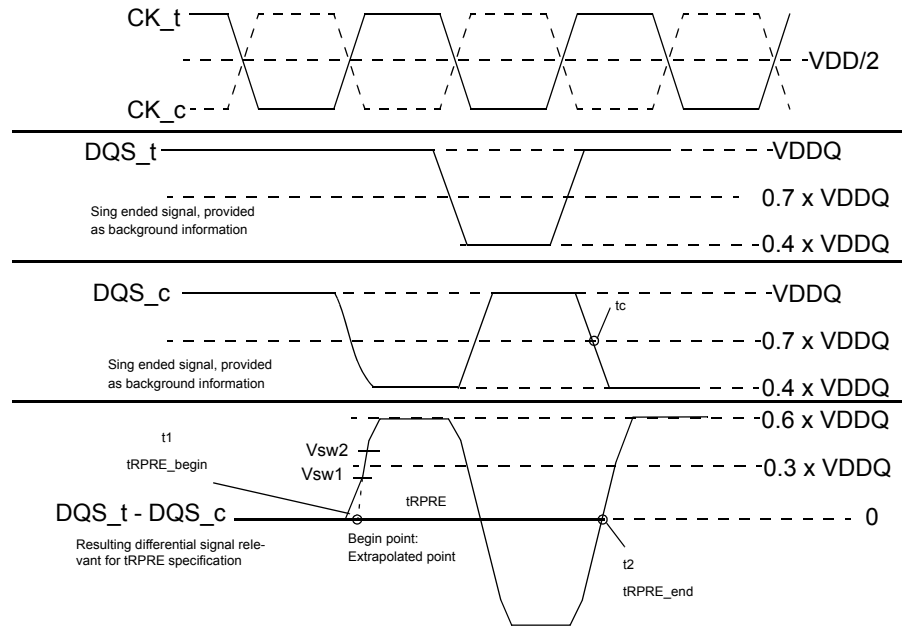 CK_t
VDD/2
CK_c
DQS_t
VDDQ
0.7 x VDDQ
Sing ended signal, provided
as background information
0.4 x VDDQ
DQS_c
VDDQ
tc
0.7 x VDDQ
Sing ended signal, provided
as background information
0.4 x VDDQ
0.6 x VDDQ
t1
tRPRE_begin
Vsw2
Vsw1
0.3 x VDDQ
tRPRE
DQS_t - DQS_c
0
Resulting differential signal rele-
vant for tRPRE specification
Begin point:
Extrapolated point
t2
tRPRE_end